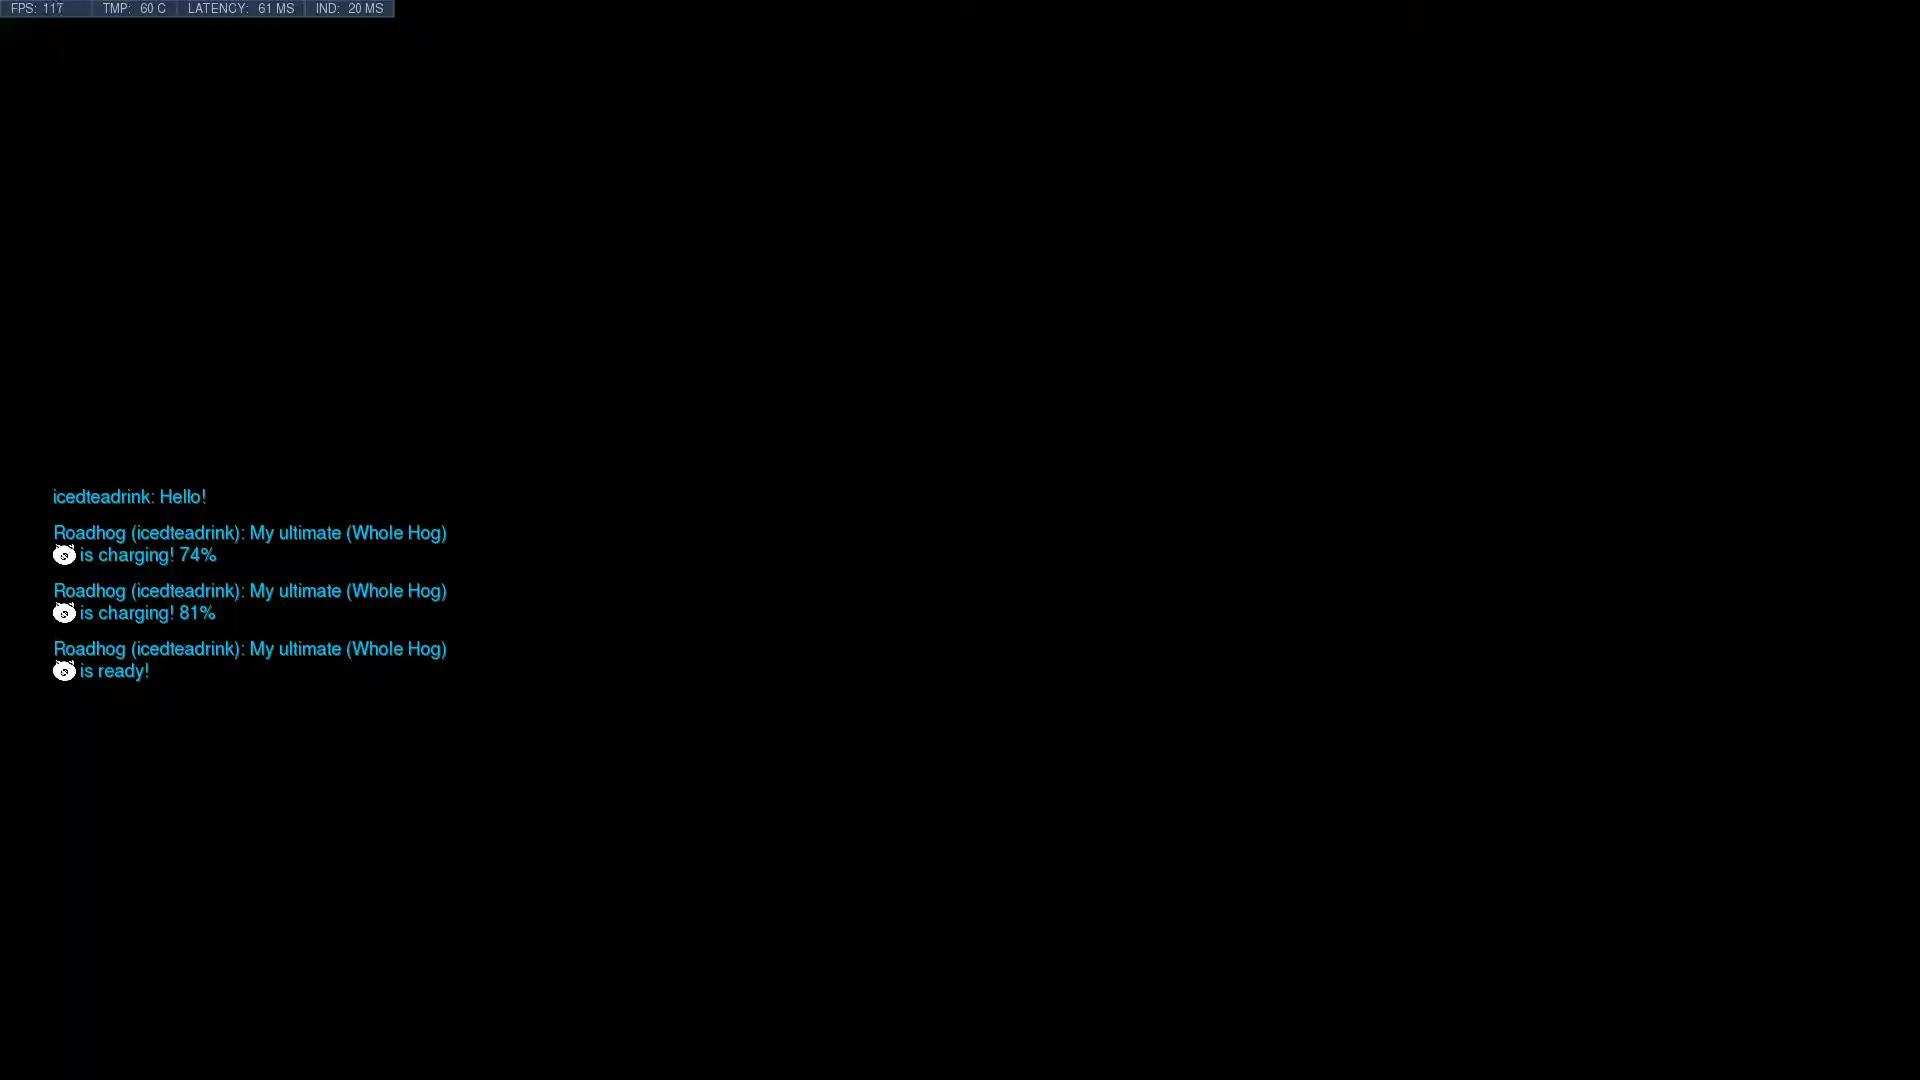 FPS: 117 TMP: 60 C LATENCY: 61 MS IND: 20 MS
icedteadrink: Hello!
Roadhog (icedteadrink): My ultimate (Whole Hog)
is charging! 74%
Roadhog (icedteadrink): My ultimate (Whole Hog)
is charging! 81%
Roadhog (icedteadrink): My ultimate (Whole Hog)
is ready!